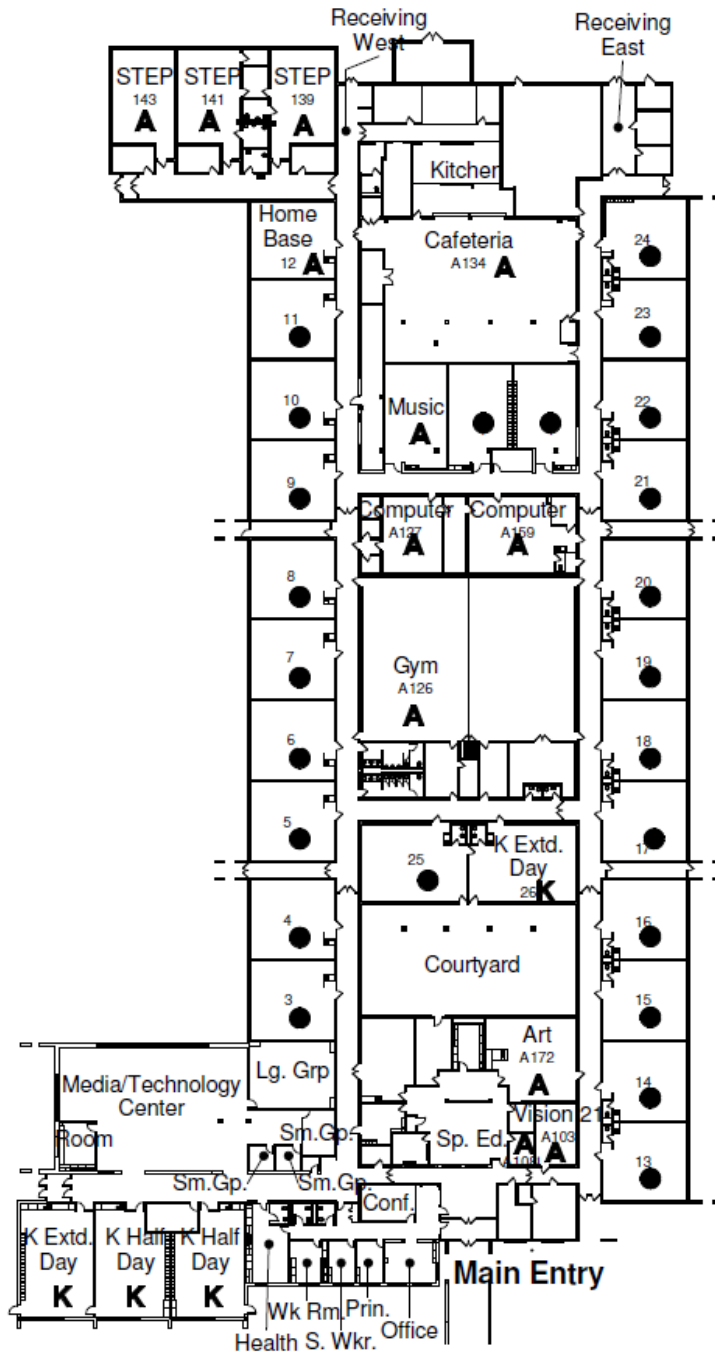 Receiving
West
Receiving
East
STEP
143
A
STEP
141
A
STEP
139
A
Kitchen
Home
Base
12
A
Cafeteria
A134
A
24
11
23
10
Music
A
22
9
21
Computer
A127
A
Computer
A159
A
8
20
7
Gym
A126
A
19
6
18
5
25
K Extd.
Day
26
K
17
4
16
Courtyard
3
15
Lg. Grp
Art
A172
A
Media/Technology
Center
14
Room
Sm.Gp.
Sp. Ed.
Vision 21
A
A103
A
13
Sm.Gp.
Sm.Gp.
Conf.
K Extd.
Day
K
K Half
Day
K
K Half
Day
K
Main Entry
Wk Rm.
Prin.
Health
S. Wkr.
Office